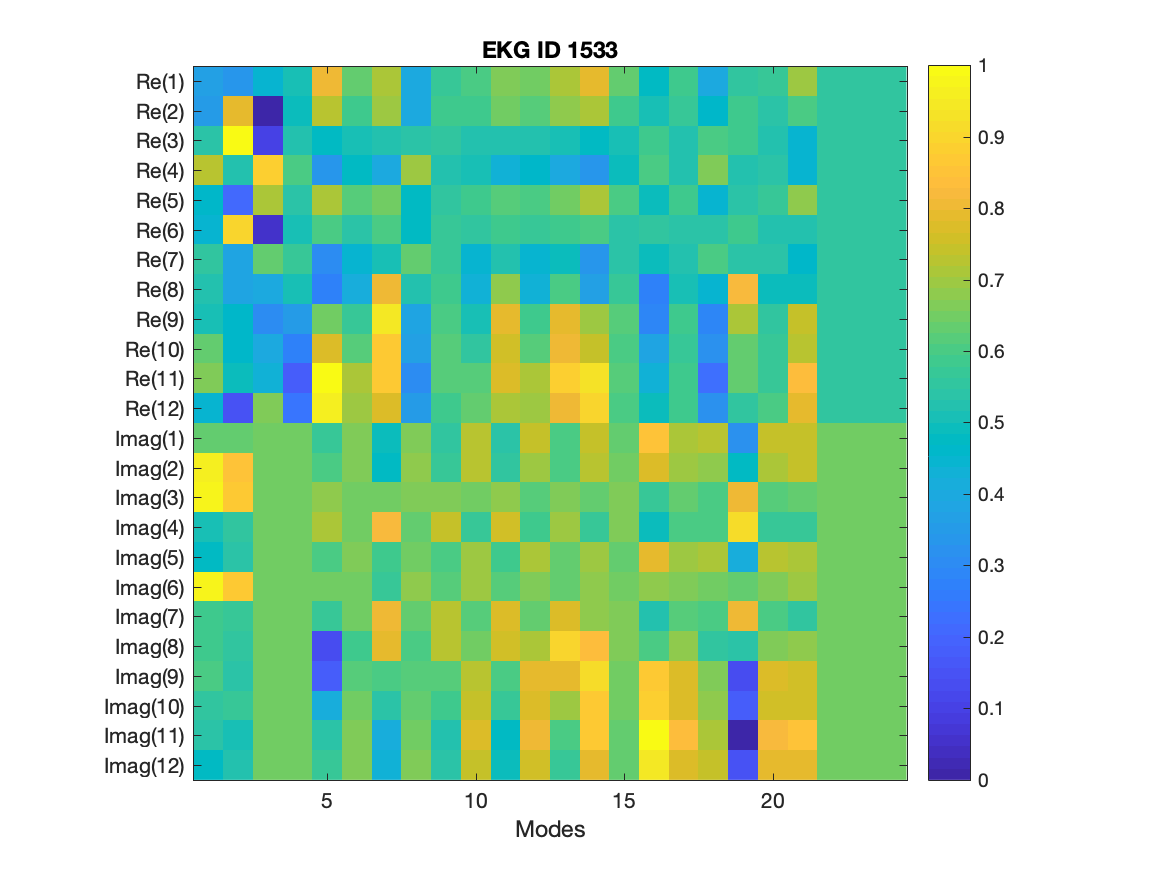 EKG ID 1533
Re(1)
Re(2)
Re(3)
Re(4)
Re(5)
Re(6)
Re(7)
Re(8)
Re(9)
Re(10)
Re(11)
Re(12)
Imag(1)
Imag(2)
Imag(3)
Imag(4)
Imag(5)
Imag(6)
Imag(7)
Imag(8)
Imag(9)
Imag(10)
Imag(11)
Imag(12)
5 10 15 20
Modes
1
0.9
0.8
0.7
0.6
0.5
0.4
0.3
0.2
0.1
0